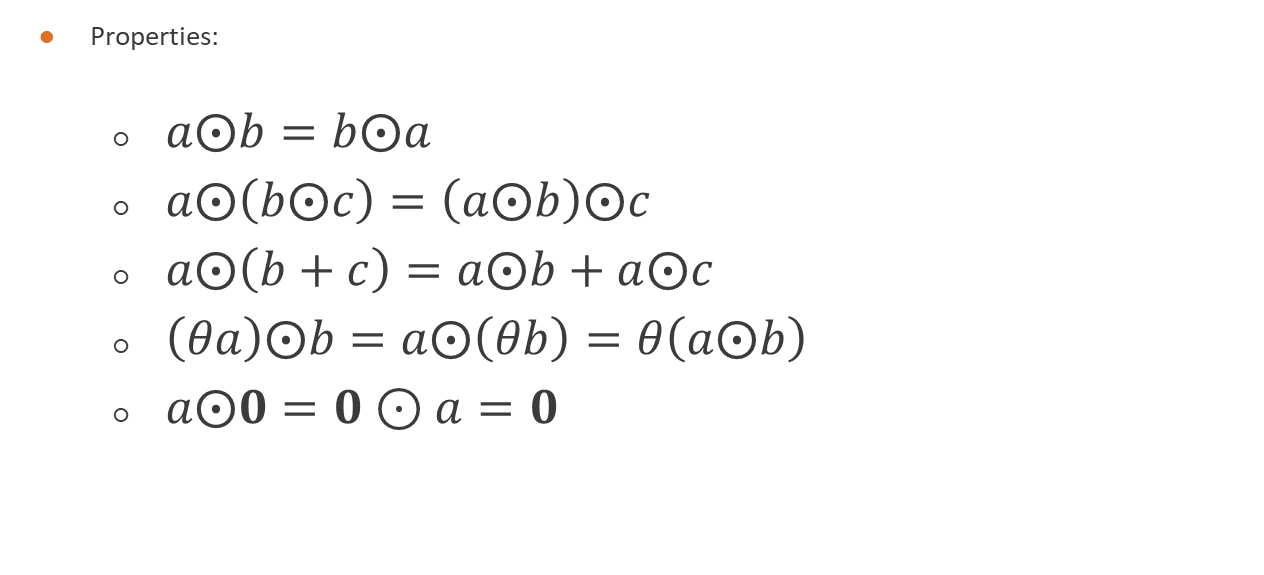 • Properties:
○ a⊙b = b⊙a
○ a⊙(b⊙c) = (a⊙b)⊙c
○ a⊙(b + c) = a⊙b + a⊙c
○ (θa)⊙b = a⊙(θb) = θ(a⊙b)
○ a⊙0 = 0 ⊙ a = 0